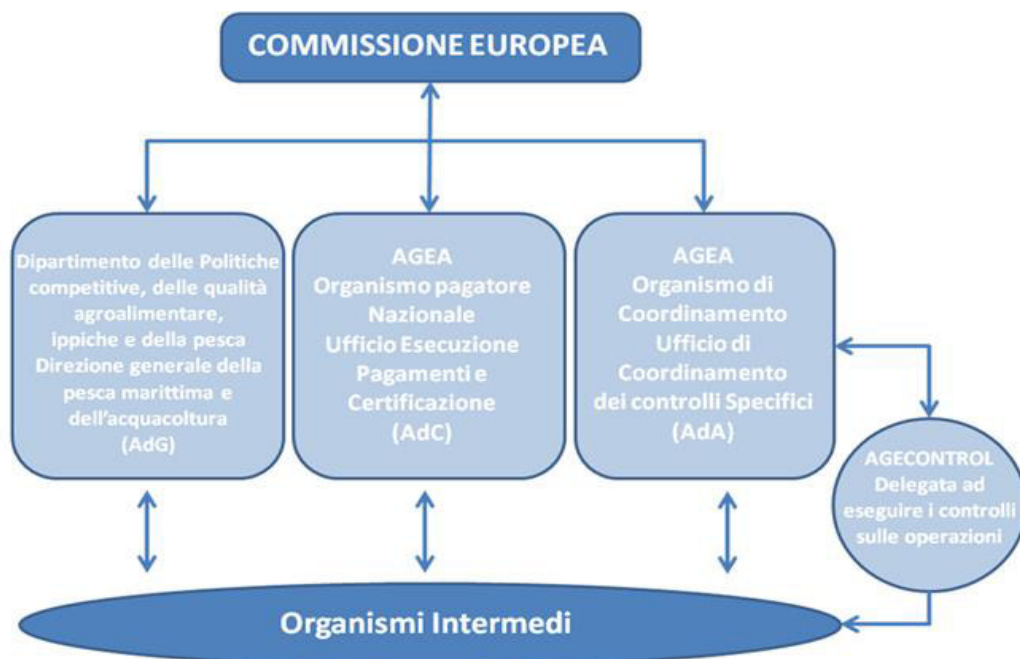 COMMISSIONE EUROPEA
Dipartimento delle Politiche
competitive, delle qualità
agroalimentare,
ippiche e della pesca
Direzione generale della
pesca marittima e
dell'acquacoltura
(AdG)
AGEA
Organismo pagatore
Nazionale
Ufficio Esecuzione
Pagamenti e
Certificazione
(AdC)
AGEA
Organismo di
Coordinamento
Ufficio di
Coordinamento
dei controlli Specifici
(AdA)
AGECONTROL
Delegata ad
eseguire i controlli
sulle operazioni
Organismi Intermedi